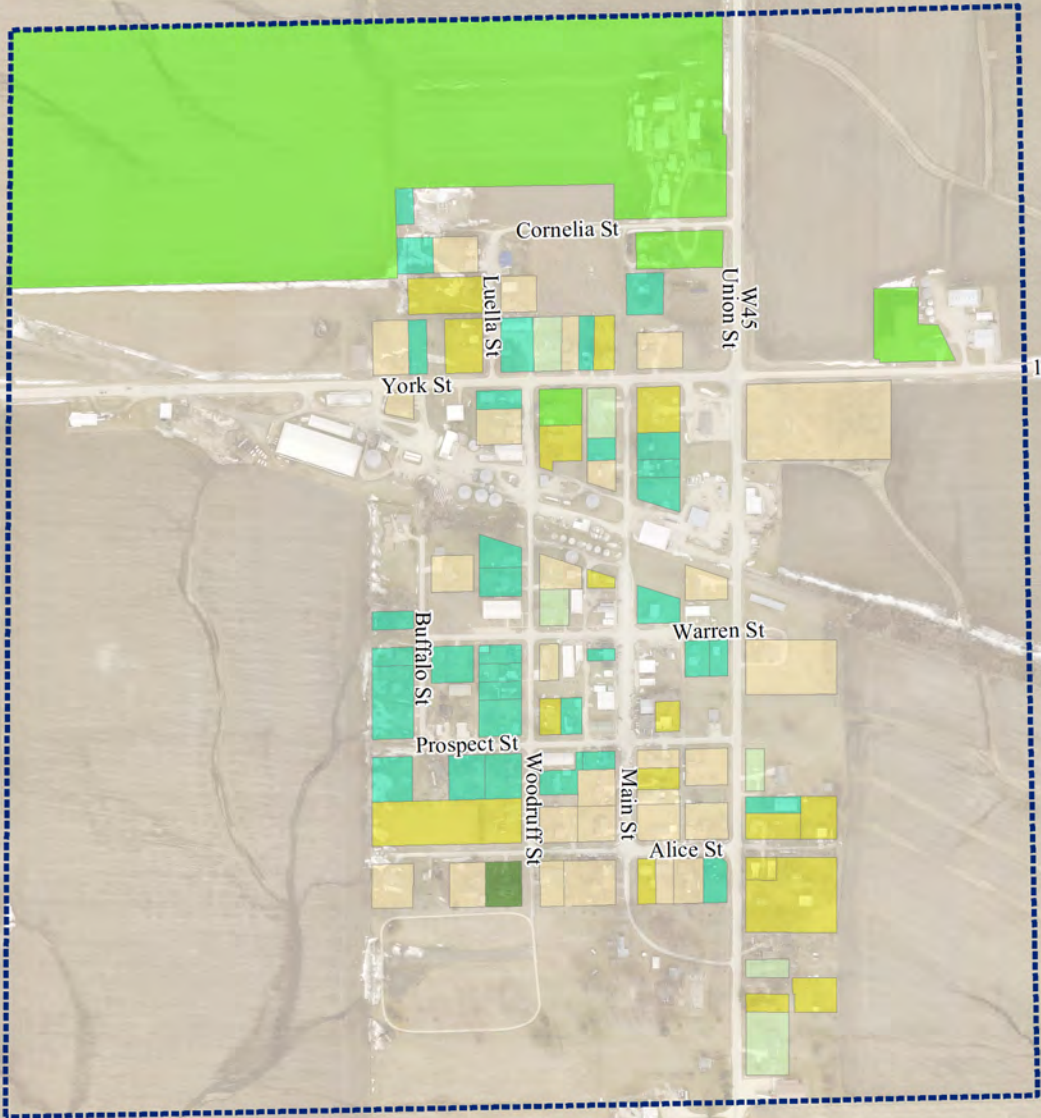 Cornelia St
Luella St
W45
Union St
1
York St
Buffalo St
Warren St
Prospect St
Woodruff St
Main St
Alice St